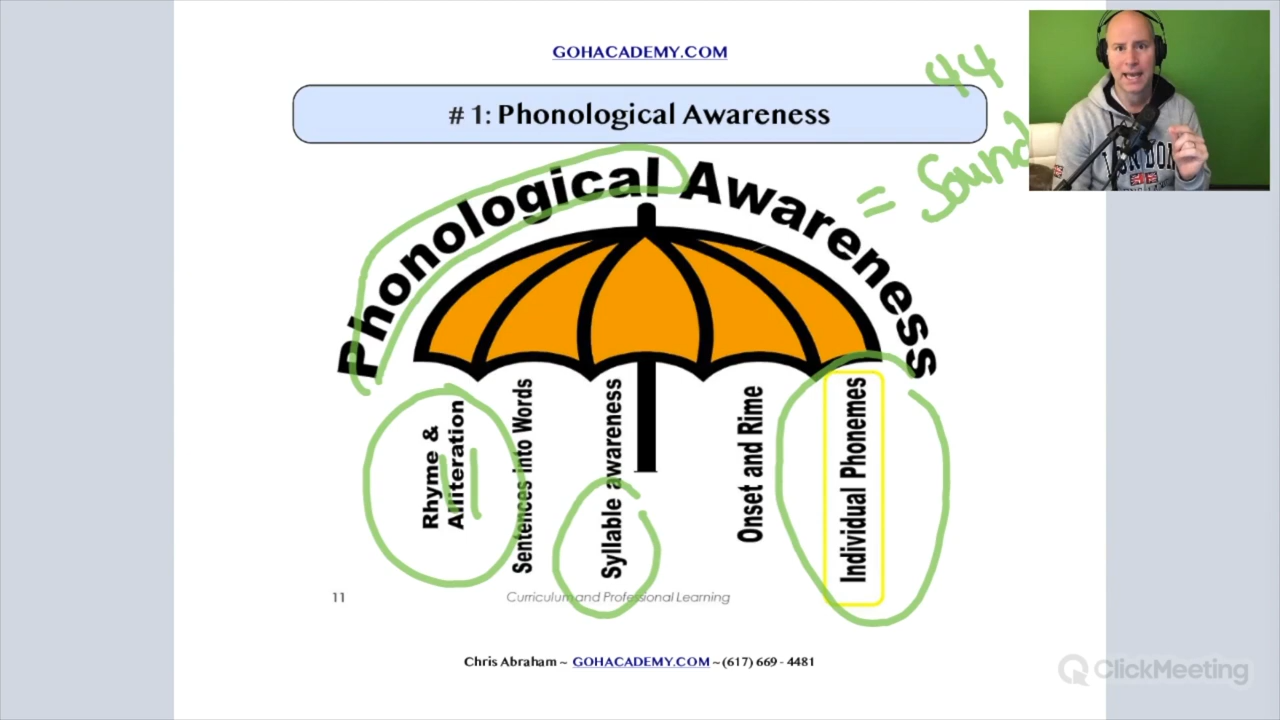 GOHACADEMY.COM
44
# 1: Phonological Awareness
= Sound
Phonological Awareness
Rhyme &
Alliteration
Sentences into Words
Syllable awareness
Onset and Rime
Individual Phonemes
11
Curriculum and Professional Learning
Chris Abraham ~ GOHACADEMY.COM ~ (617) 669 - 4481
ClickMeeting
LONDON